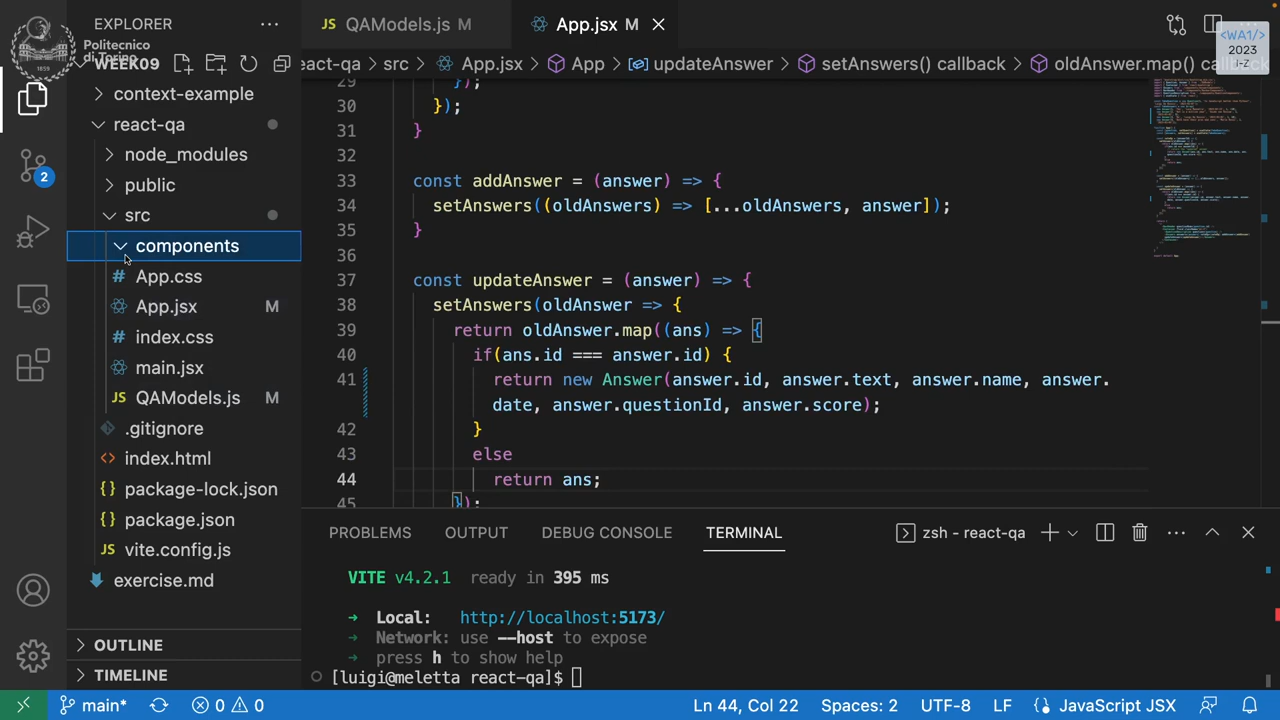 EXPLORER
QAModels.js M
App.jsx M
Politecnico
di Torino
1859
<WA1/>
2023
J-Z
WEEK09
react-qa > src > App.jsx > App > updateAnswer > setAnswers() callback > oldAnswer.map() callback
context-example
react-qa
node_modules
public
src
components
App.css
App.jsx M
index.css
main.jsx
QAModels.js M
.gitignore
index.html
package-lock.json
package.json
vite.config.js
exercise.md
OUTLINE
TIMELINE
29 });
30 });
31 }
32
33 const addAnswer = (answer) => {
34 setAnswers((oldAnswers) => [...oldAnswers, answer]);
35 }
36
37 const updateAnswer = (answer) => {
38 setAnswers(oldAnswer => {
39 return oldAnswer.map((ans) => {
40 if(ans.id === answer.id) {
41 return new Answer(answer.id, answer.text, answer.name, answer.
date, answer.questionId, answer.score);
42 }
43 else
44 return ans;
45 });
PROBLEMS OUTPUT DEBUG CONSOLE TERMINAL
zsh - react-qa
VITE v4.2.1 ready in 395 ms
➜ Local: http://localhost:5173/
➜ Network: use --host to expose
➜ press h to show help
[luigi@meletta react-qa]$
2
main* 0 0
Ln 44, Col 22 Spaces: 2 UTF-8 LF {} JavaScript JSX